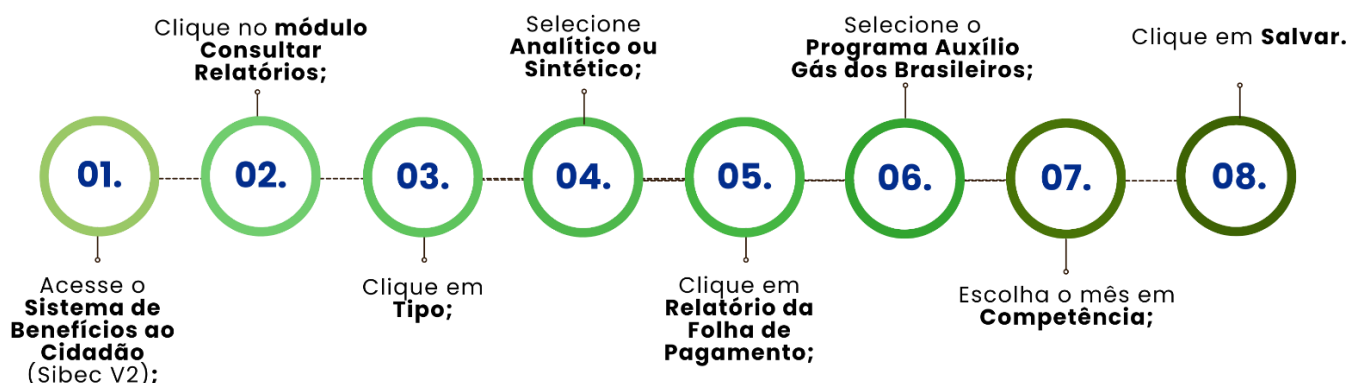 01.
Acesse o
Sistema de
Benefícios ao
Cidadão
(Sibec V2);
02.
Clique no módulo
Consultar
Relatórios;
03.
Clique em
Tipo;
04.
Selecione
Analítico ou
Sintético;
05.
Clique em
Relatório da
Folha de
Pagamento;
06.
Selecione o
Programa Auxílio
Gás dos Brasileiros;
07.
Escolha o mês em
Competência;
08.
Clique em Salvar.